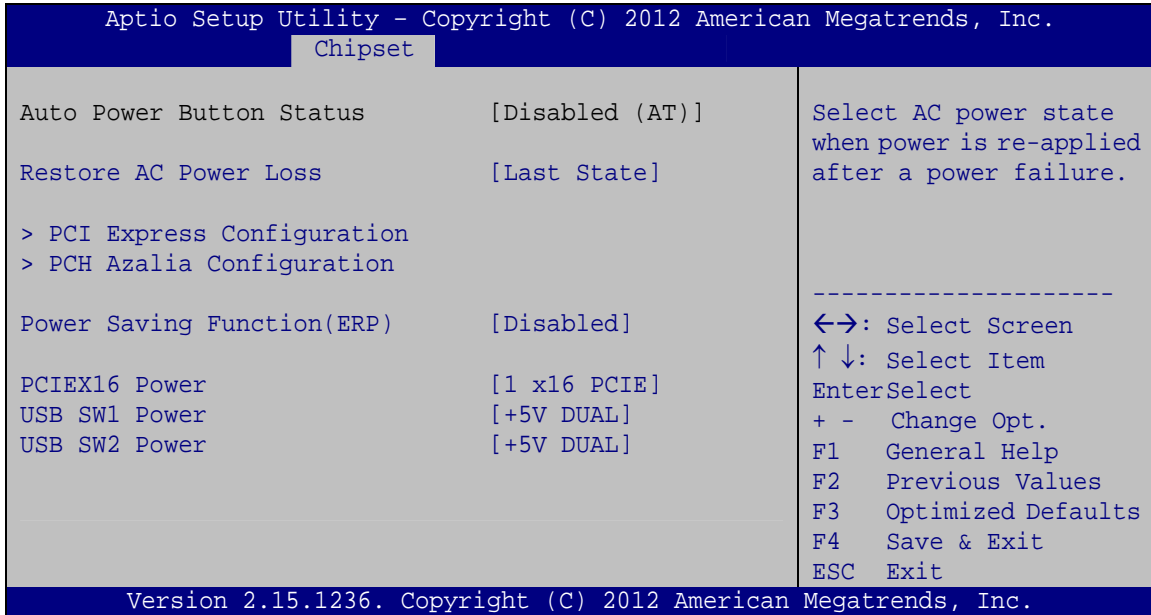 Aptio Setup Utility – Copyright (C) 2012 American Megatrends, Inc.
Chipset
Auto Power Button Status [Disabled (AT)]
Restore AC Power Loss [Last State]
> PCI Express Configuration
> PCH Azalia Configuration
Power Saving Function(ERP) [Disabled]
PCIEX16 Power [1 x16 PCIE]
USB SW1 Power [+5V DUAL]
USB SW2 Power [+5V DUAL]
Select AC power state
when power is re-applied
after a power failure.
---------------------
←→: Select Screen
↑ ↓: Select Item
EnterSelect
+ - Change Opt.
F1 General Help
F2 Previous Values
F3 Optimized Defaults
F4 Save & Exit
ESC Exit
Version 2.15.1236. Copyright (C) 2012 American Megatrends, Inc.